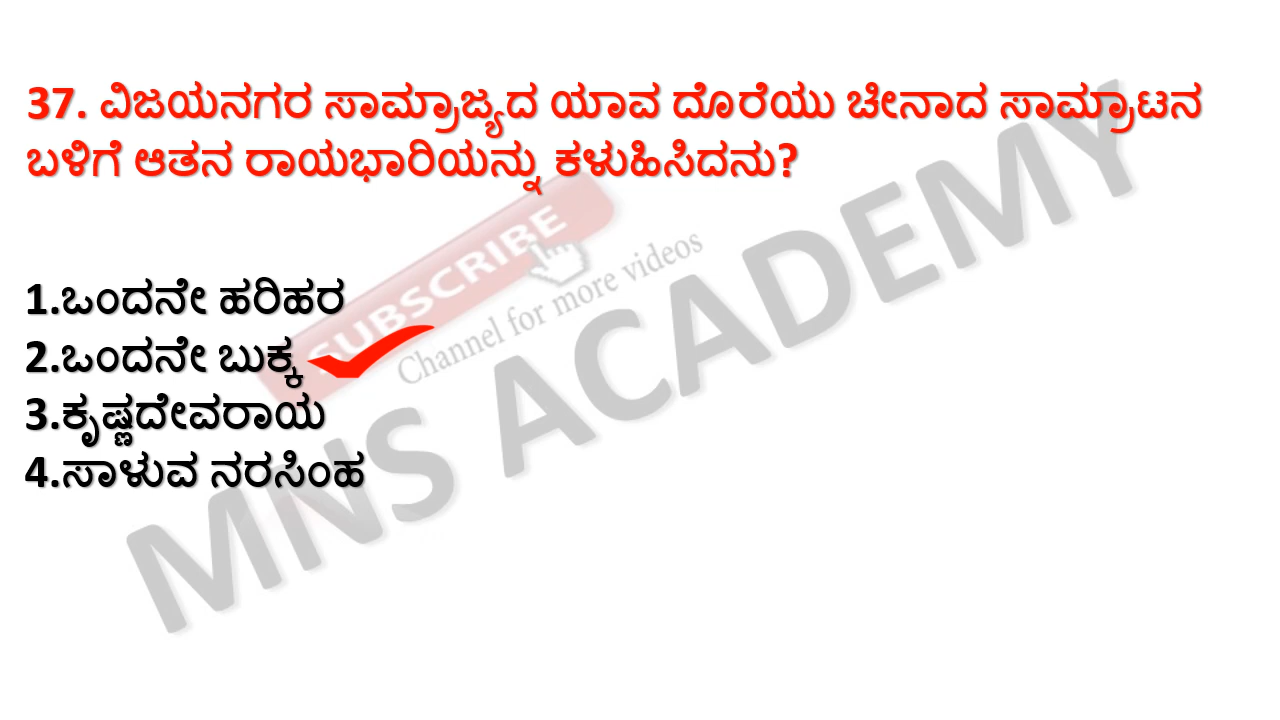 37. ವಿಜಯನಗರ ಸಾಮ್ರಾಜ್ಯದ ಯಾವ ದೊರೆಯು ಚೀನಾದ ಸಾಮ್ರಾಟನ
ಬಳಿಗೆ ಆತನ ರಾಯಭಾರಿಯನ್ನು ಕಳುಹಿಸಿದನು?
1.ಒಂದನೇ ಹರಿಹರ
2.ಒಂದನೇ ಬುಕ್ಕ
3.ಕೃಷ್ಣದೇವರಾಯ
4.ಸಾಳುವ ನರಸಿಂಹ
SUBSCRIBE
Channel for more videos
MNS ACADEMY